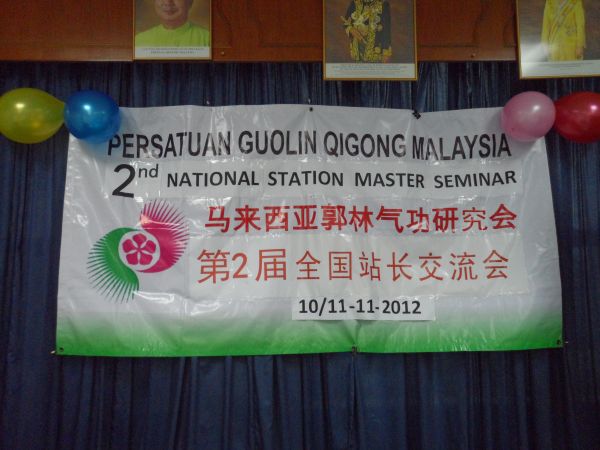 PERSATUAN GUOLIN QIGONG MALAYSIA
2nd NATIONAL STATION MASTER SEMINAR
马来西亚郭林气功研究会
第2届全国站长交流会
10/11-11-2012